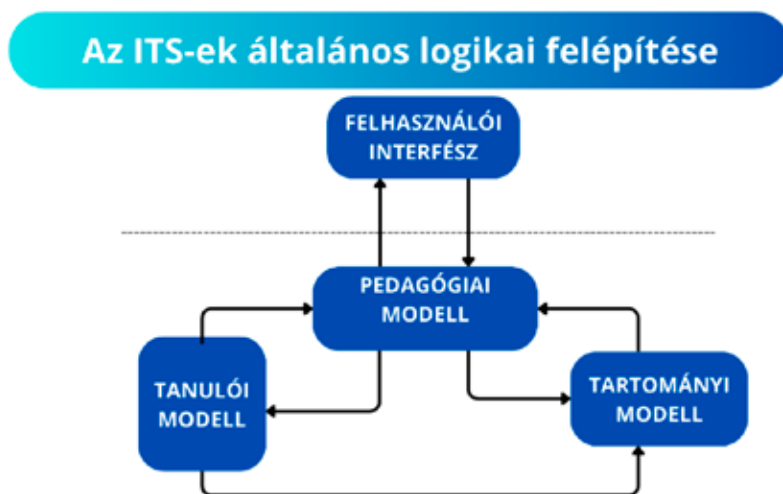 Az ITS-ek általános logikai felépítése
FELHASZNÁLÓI
INTERFÉSZ
PEDAGÓGIAI
MODELL
TANULÓI
MODELL
TARTOMÁNYI
MODELL